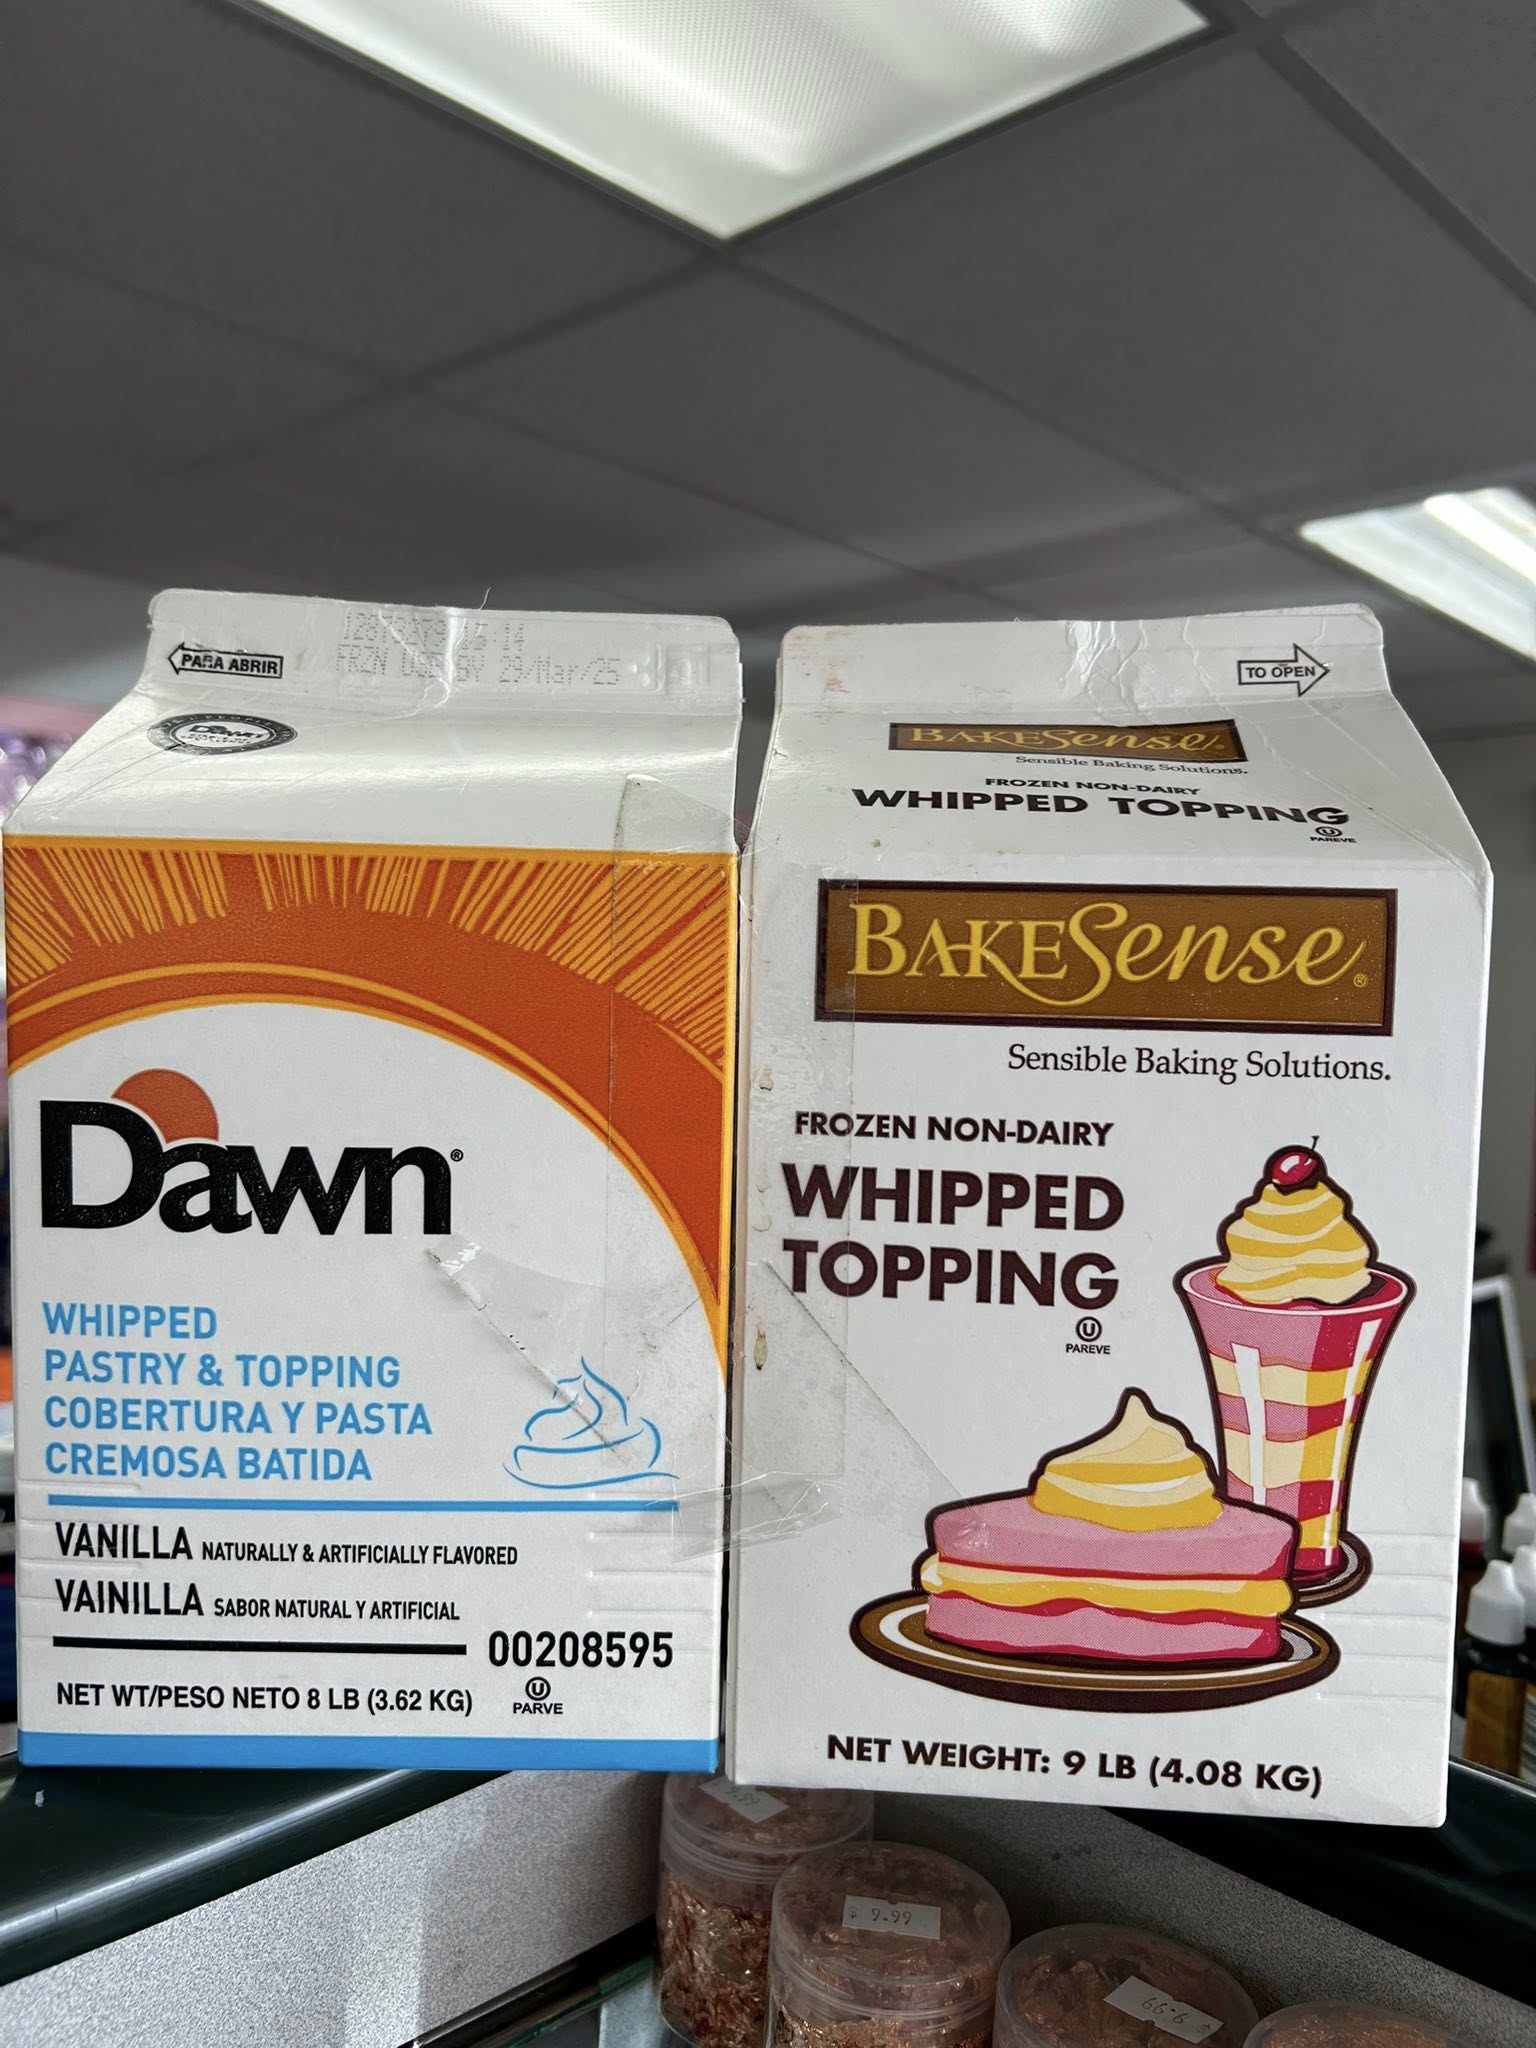 PARA ABRIR
15:14
29/Mar/25
Dawn
Dawn®
WHIPPED
PASTRY & TOPPING
COBERTURA Y PASTA
CREMOSA BATIDA
VANILLA NATURALLY & ARTIFICIALLY FLAVORED
VAINILLA SABOR NATURAL Y ARTIFICIAL
00208595
NET WT/PESO NETO 8 LB (3.62 KG)
U
PARVE
TO OPEN
BAKESense®
Sensible Baking Solutions.
FROZEN NON-DAIRY
WHIPPED TOPPING
U
PAREVE
BAKESense®
Sensible Baking Solutions.
FROZEN NON-DAIRY
WHIPPED
TOPPING
U
PAREVE
NET WEIGHT: 9 LB (4.08 KG)
$ 9.99
$ 9.99